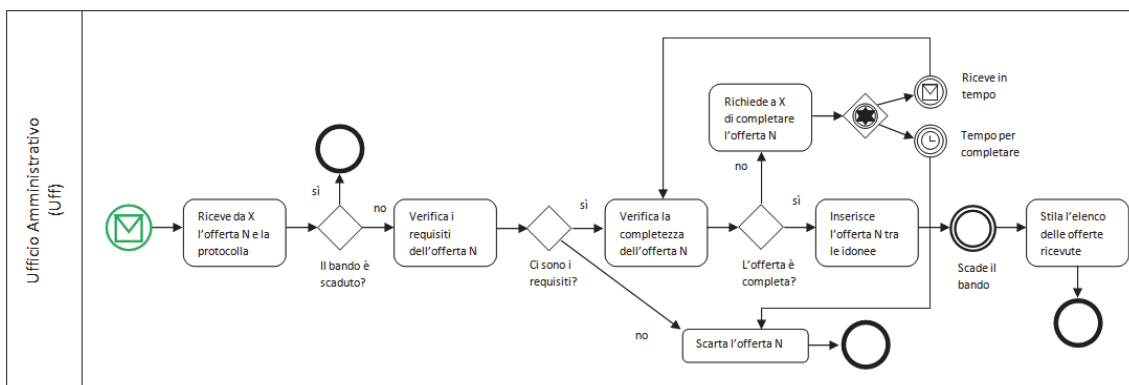 Ufficio Amministrativo
(Uff)
Riceve da X
l’offerta N e la
protocolla
sì
no
Il bando è
scaduto?
Verifica i
requisiti
dell’offerta N
Ci sono i
requisiti?
sì
no
Verifica la
completezza
dell’offerta N
L’offerta è
completa?
no
sì
Richiede a X
di completare
l’offerta N
Riceve in
tempo
Tempo per
completare
Inserisce
l’offerta N tra
le idonee
Scarta l’offerta N
Scade il
bando
Stila l’elenco
delle offerte
ricevute